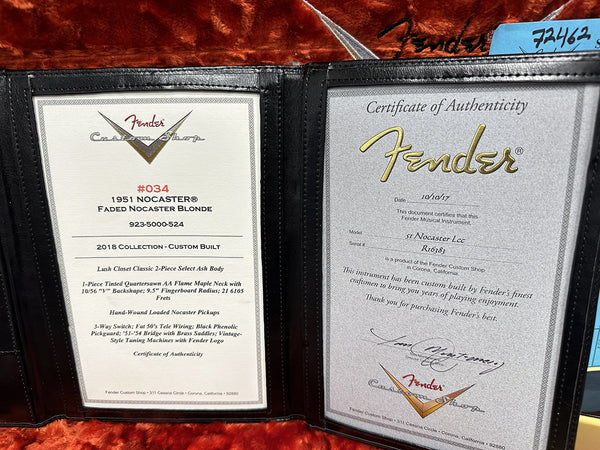 Fender
72462
Fender
Custom Shop
#034
1951 NOCASTER®
FADED NOCASTER BLONDE
923-5000-524
2018 COLLECTION - CUSTOM BUILT
Lush Closet Classic 2-Piece Select Ash Body
1-Piece Tinted Quartersawn AA Flame Maple Neck with
10/56 "V" Backshape; 9.5" Fingerboard Radius; 21 6105
Frets
Hand-Wound Loaded Nocaster Pickups
3-Way Switch; Fat 50's Tele Wiring; Black Phenolic
Pickguard; '51-'54 Bridge with Brass Saddles; Vintage-
Style Tuning Machines with Fender Logo
Certificate of Authenticity
Fender Custom Shop • 311 Cessna Circle • Corona, California • 92880
Certificate of Authenticity
Fender®
Date 10/10/17
This document certifies that this
Fender Musical Instrument,
Model 51 Nocaster Lcc
Serial # R16383
is a product of the Fender Custom Shop
in Corona, California.
This instrument has been custom built by Fender's finest
craftsmen to bring you years of playing enjoyment.
Thank you for purchasing Fender's best.
Fender
Custom Shop
Fender Custom Shop • 311 Cessna Circle • Corona, California • 92880